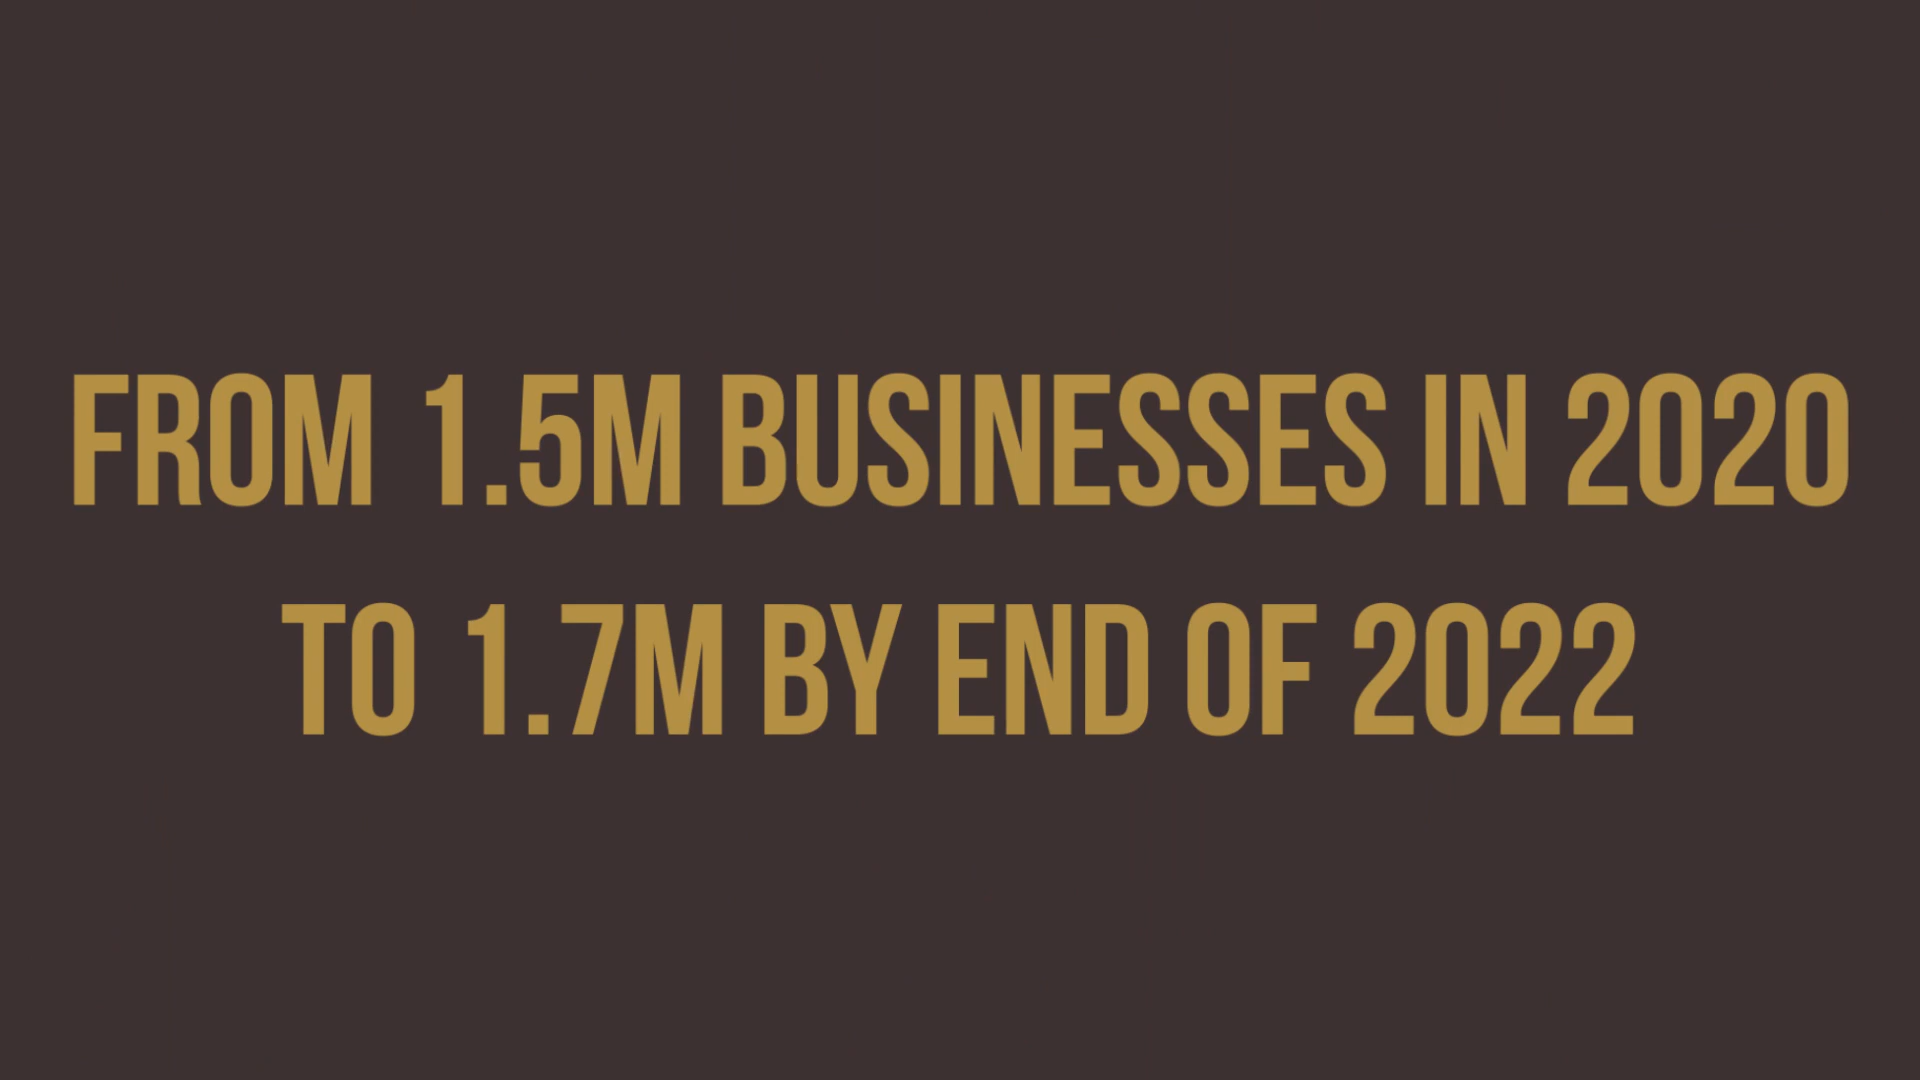 FROM 1.5M BUSINESSES IN 2020
TO 1.7M BY END OF 2022